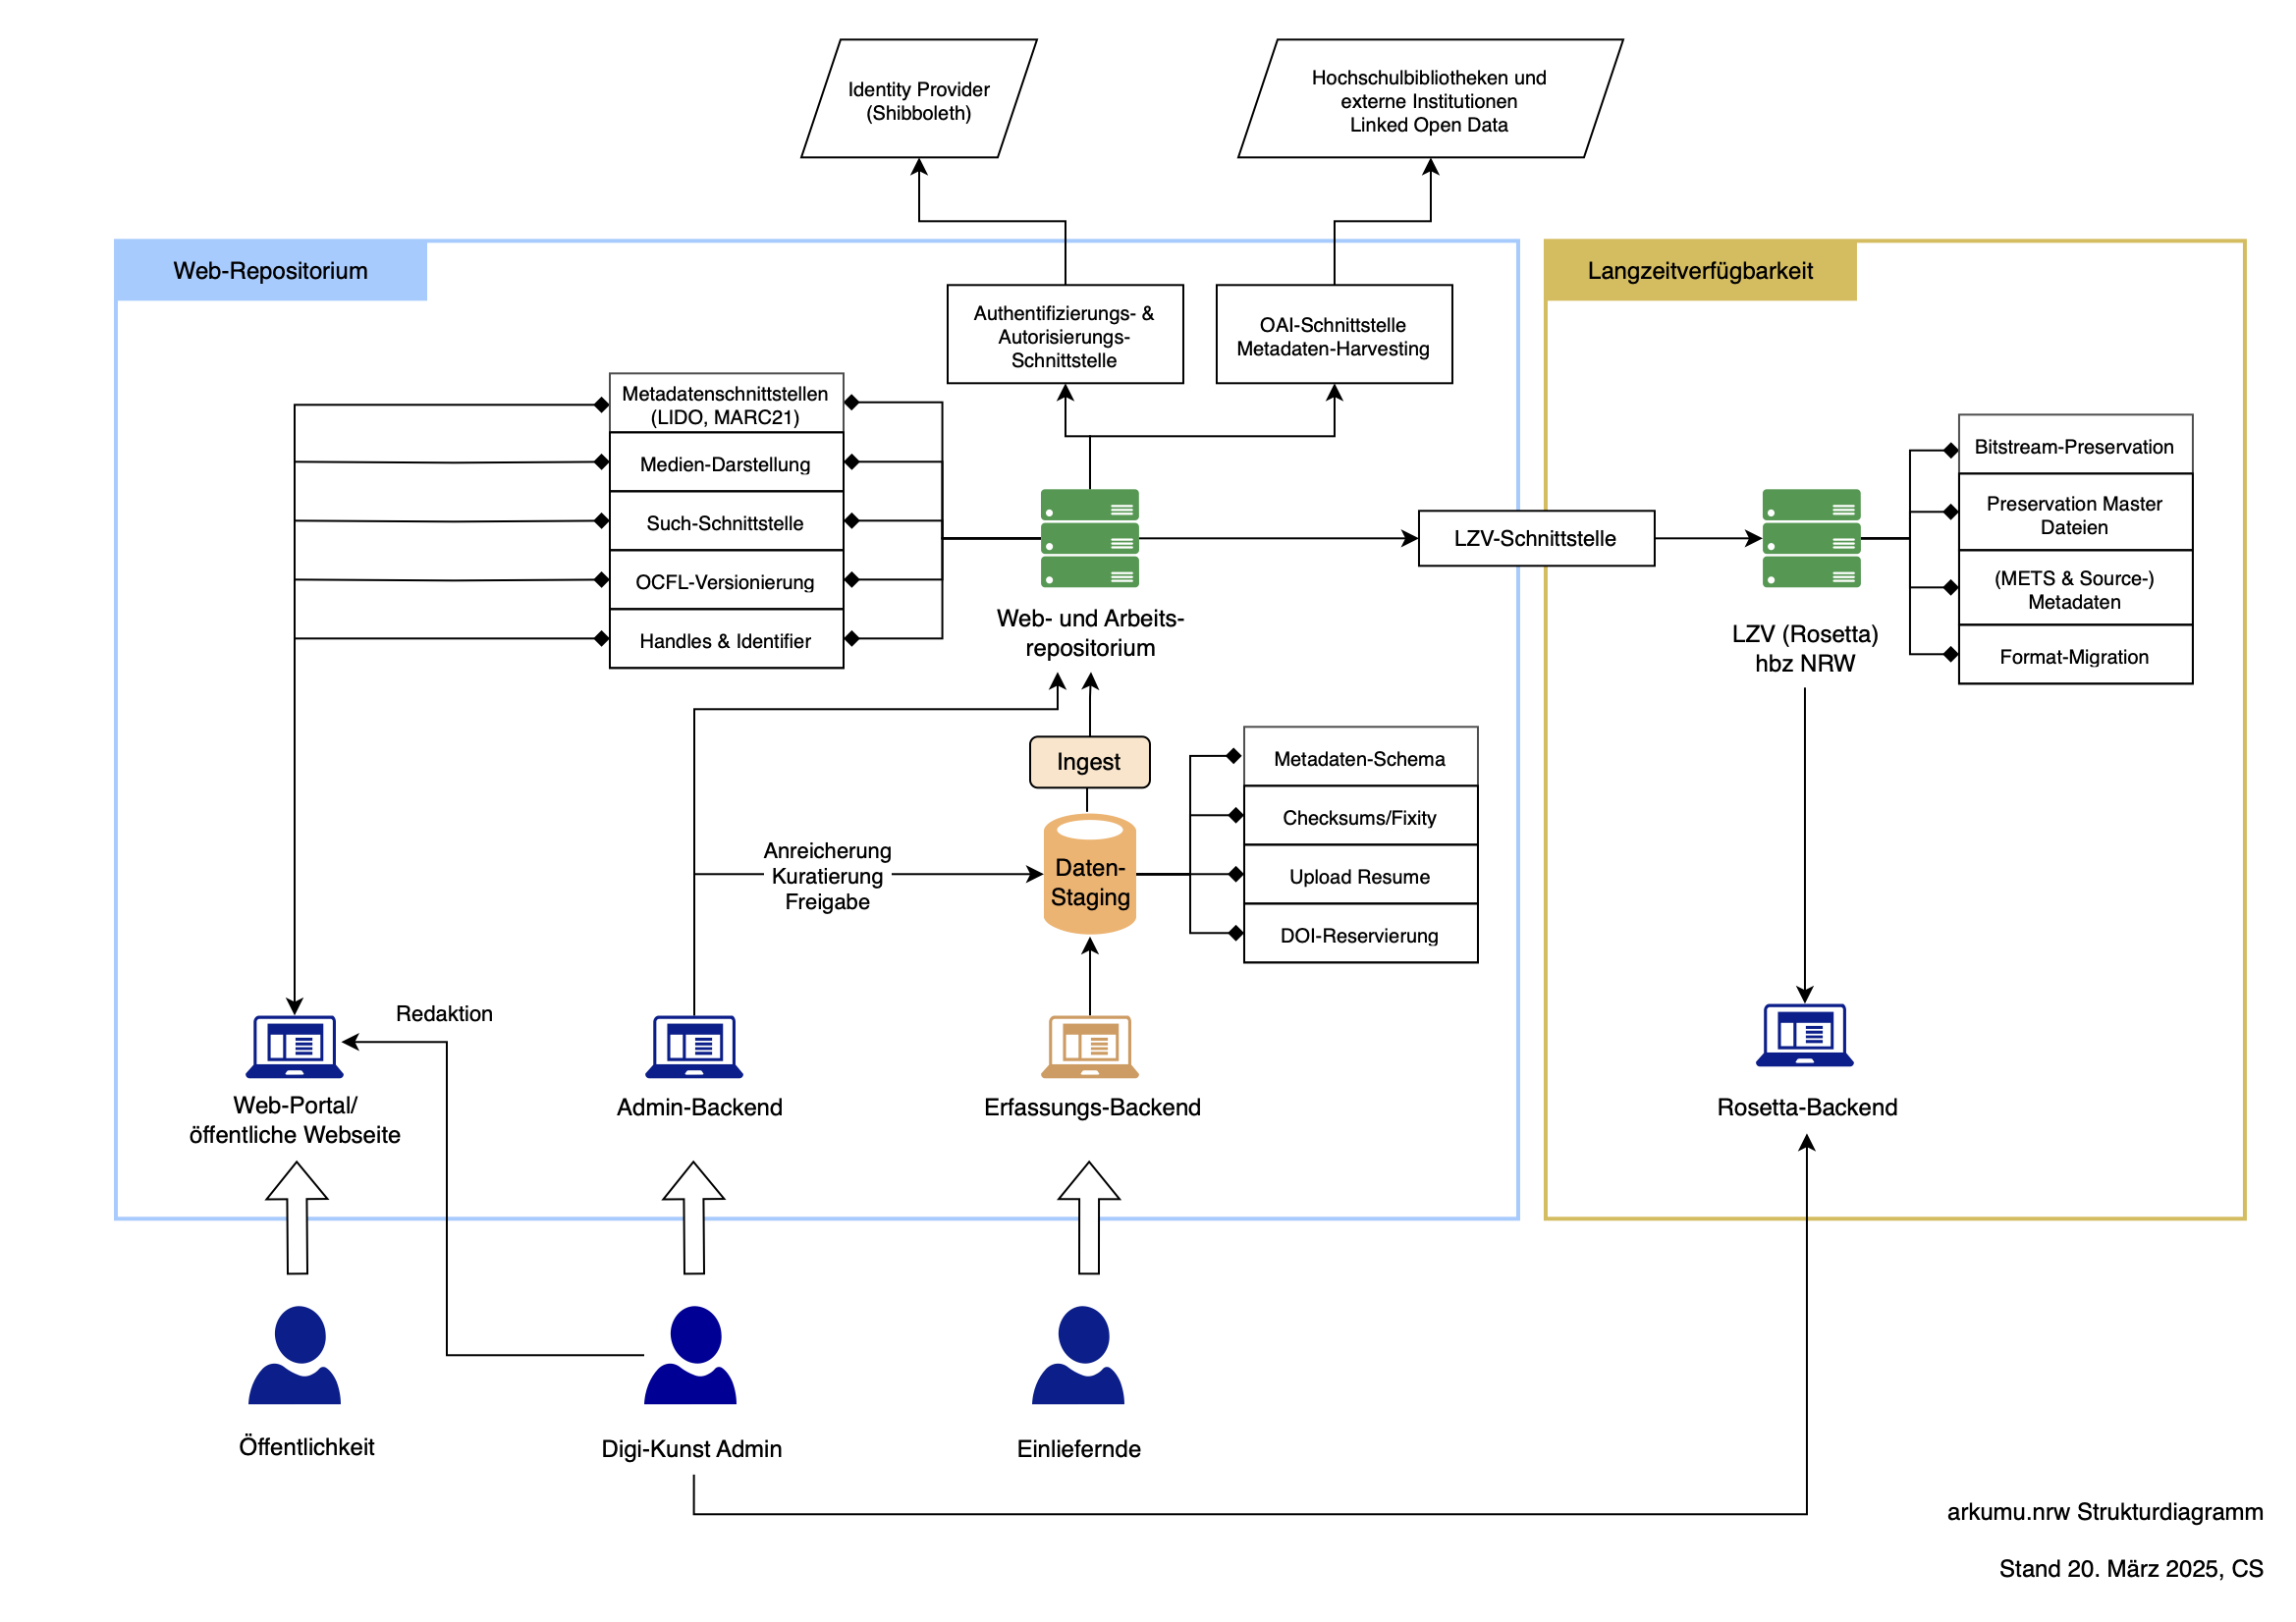 Identity Provider
(Shibboleth)
Hochschulbibliotheken und
externe Institutionen
Linked Open Data
Web-Repositorium
Langzeitverfügbarkeit
Authentifizierungs- &
Autorisierungs-
Schnittstelle
OAI-Schnittstelle
Metadaten-Harvesting
Metadatenschnittstellen
(LIDO, MARC21)
Medien-Darstellung
Such-Schnittstelle
OCFL-Versionierung
Handles & Identifier
Web- und Arbeits-
repositorium
LZV-Schnittstelle
LZV (Rosetta)
hbz NRW
Bitstream-Preservation
Preservation Master
Dateien
(METS & Source-)
Metadaten
Format-Migration
Ingest
Daten-
Staging
Metadaten-Schema
Checksums/Fixity
Upload Resume
DOI-Reservierung
Anreicherung
Kuratierung
Freigabe
Redaktion
Web-Portal/
öffentliche Webseite
Admin-Backend
Erfassungs-Backend
Rosetta-Backend
Öffentlichkeit
Digi-Kunst Admin
Einliefernde
arkumu.nrw Strukturdiagramm
Stand 20. März 2025, CS